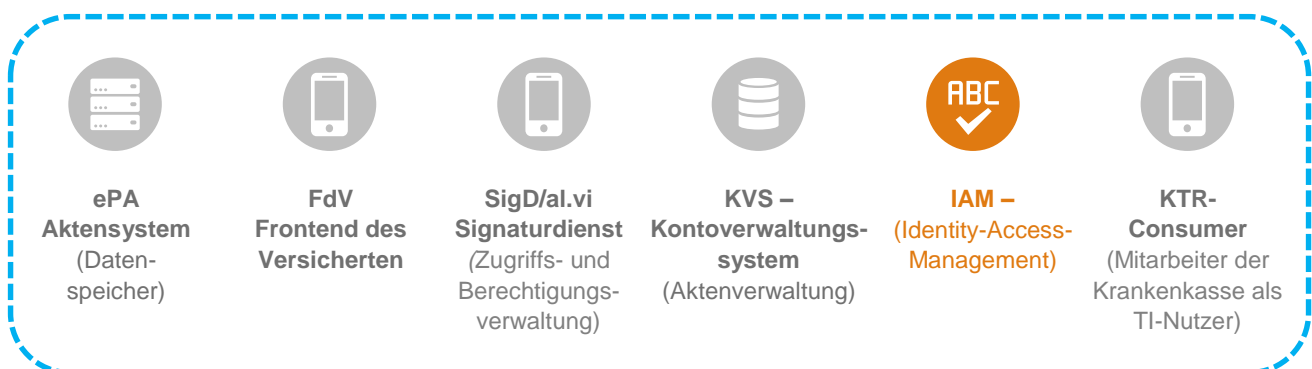 ABC
ePA
Aktensystem
(Daten-
speicher)
FdV
Frontend des
Versicherten
SigD/al.vi
Signaturdienst
(Zugriffs- und
Berechtigungs-
verwaltung)
KVS –
Kontoverwaltungs-
system
(Aktenverwaltung)
IAM –
(Identity-Access-
Management)
KTR-
Consumer
(Mitarbeiter der
Krankenkasse als
TI-Nutzer)